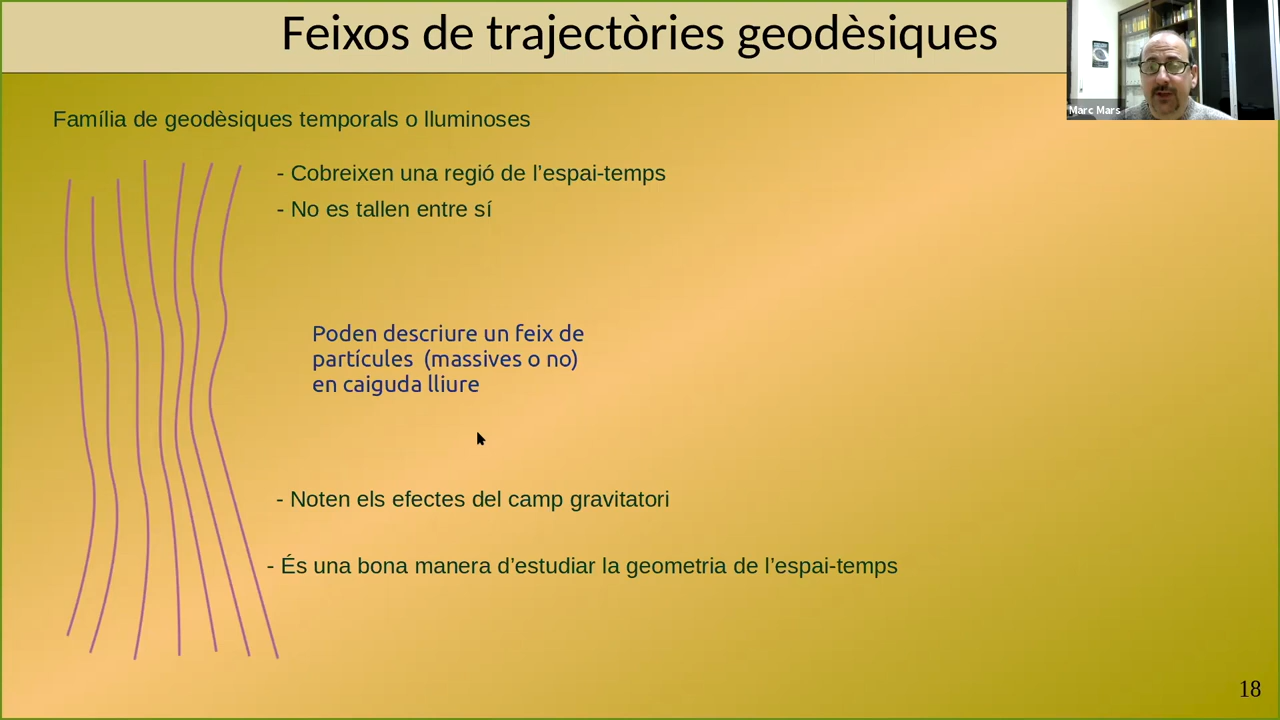 Feixos de trajectòries geodèsiques
Marc Mars
Família de geodèsiques temporals o lluminoses
- Cobreixen una regió de l’espai-temps
- No es tallen entre sí
Poden descriure un feix de
partícules (massives o no)
en caiguda lliure
- Noten els efectes del camp gravitatori
- És una bona manera d’estudiar la geometria de l’espai-temps
18